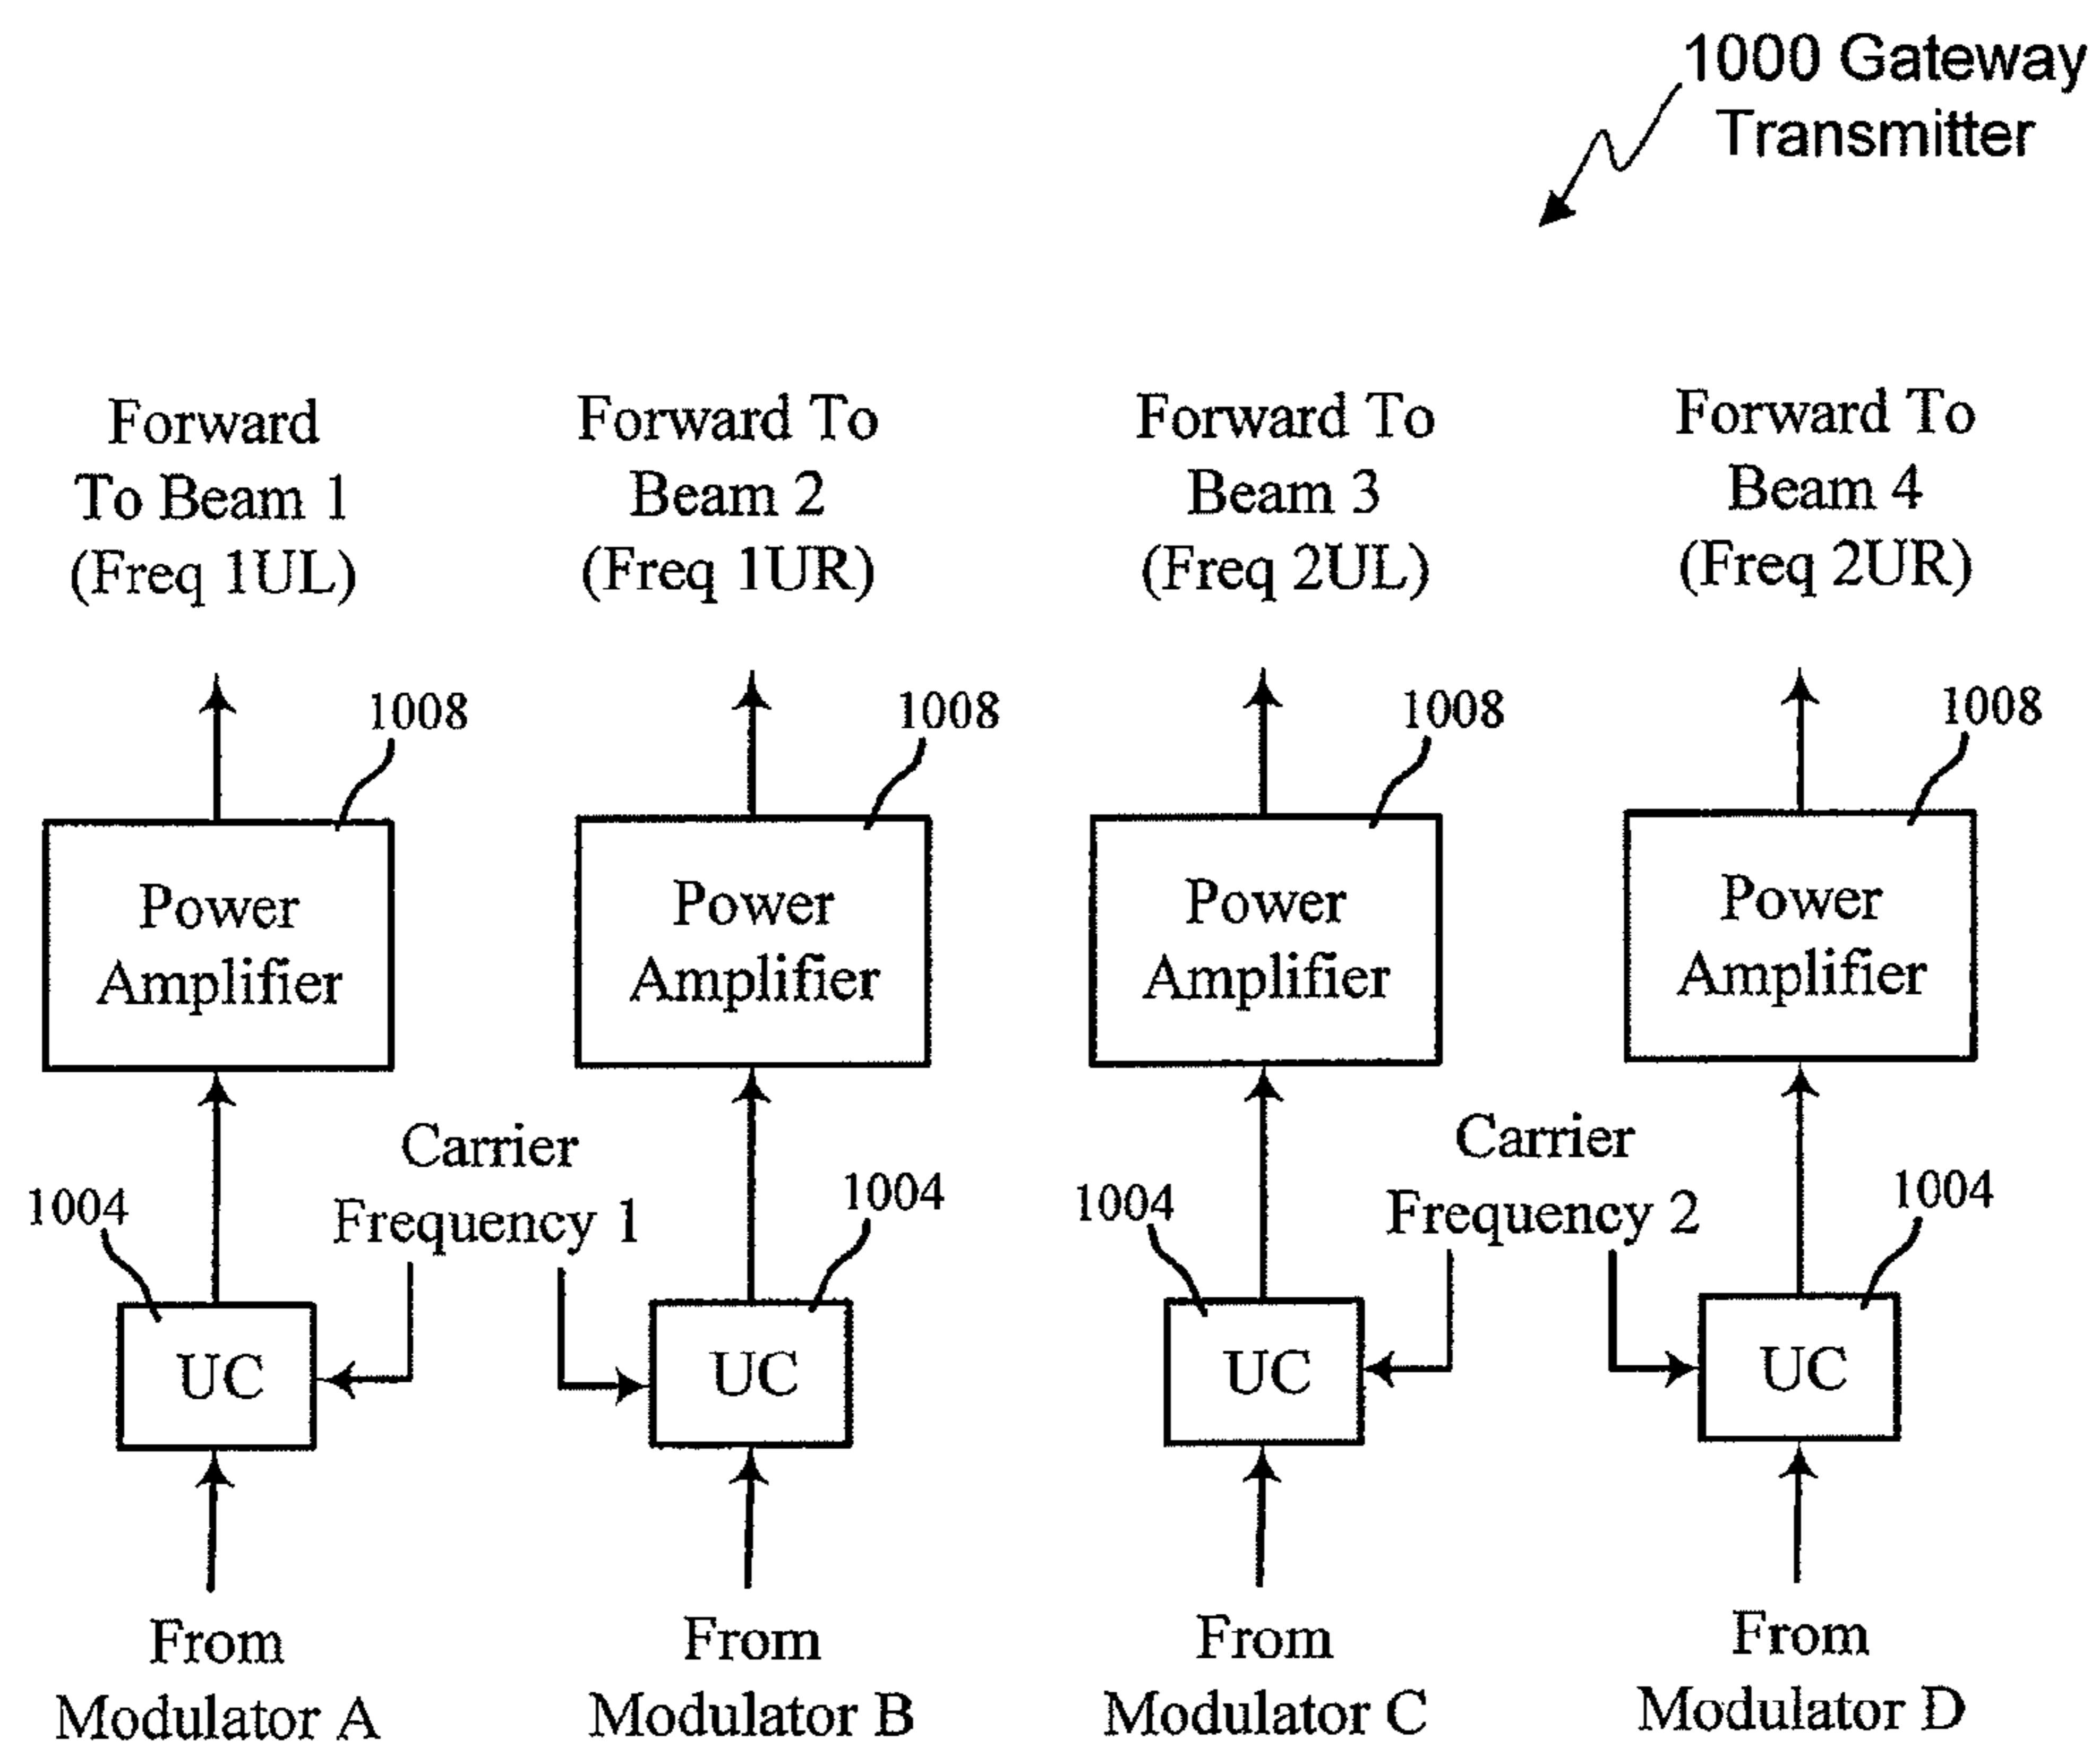 1000 Gateway
Transmitter
Forward
To Beam 1
(Freq 1UL)
Forward To
Beam 2
(Freq 1UR)
Forward To
Beam 3
(Freq 2UL)
Forward To
Beam 4
(Freq 2UR)
1008
1008
1008
1008
Power
Amplifier
Power
Amplifier
Power
Amplifier
Power
Amplifier
Carrier
Frequency 1
Carrier
Frequency 2
1004
1004
1004
1004
UC
UC
UC
UC
From
Modulator A
From
Modulator B
From
Modulator C
From
Modulator D